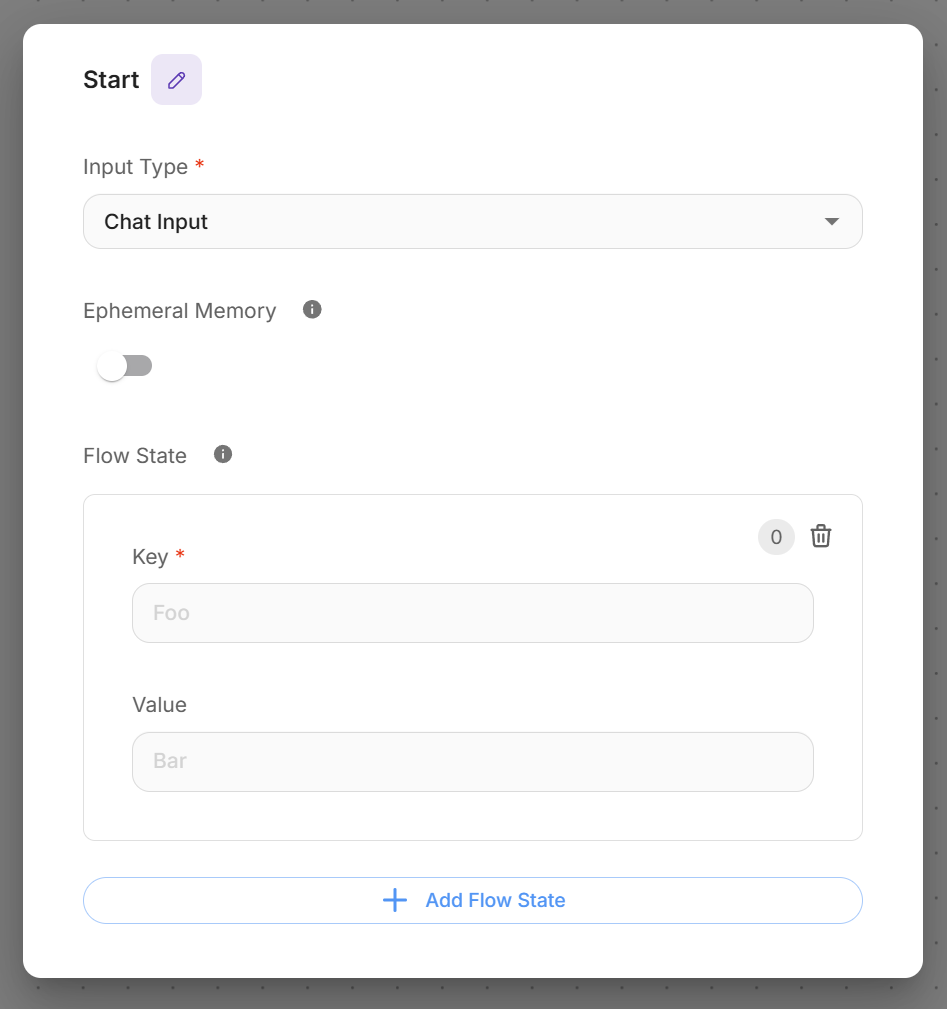 Start
Input Type *
Chat Input
Ephemeral Memory
Flow State
0
Key *
Foo
Value
Bar
Add Flow State